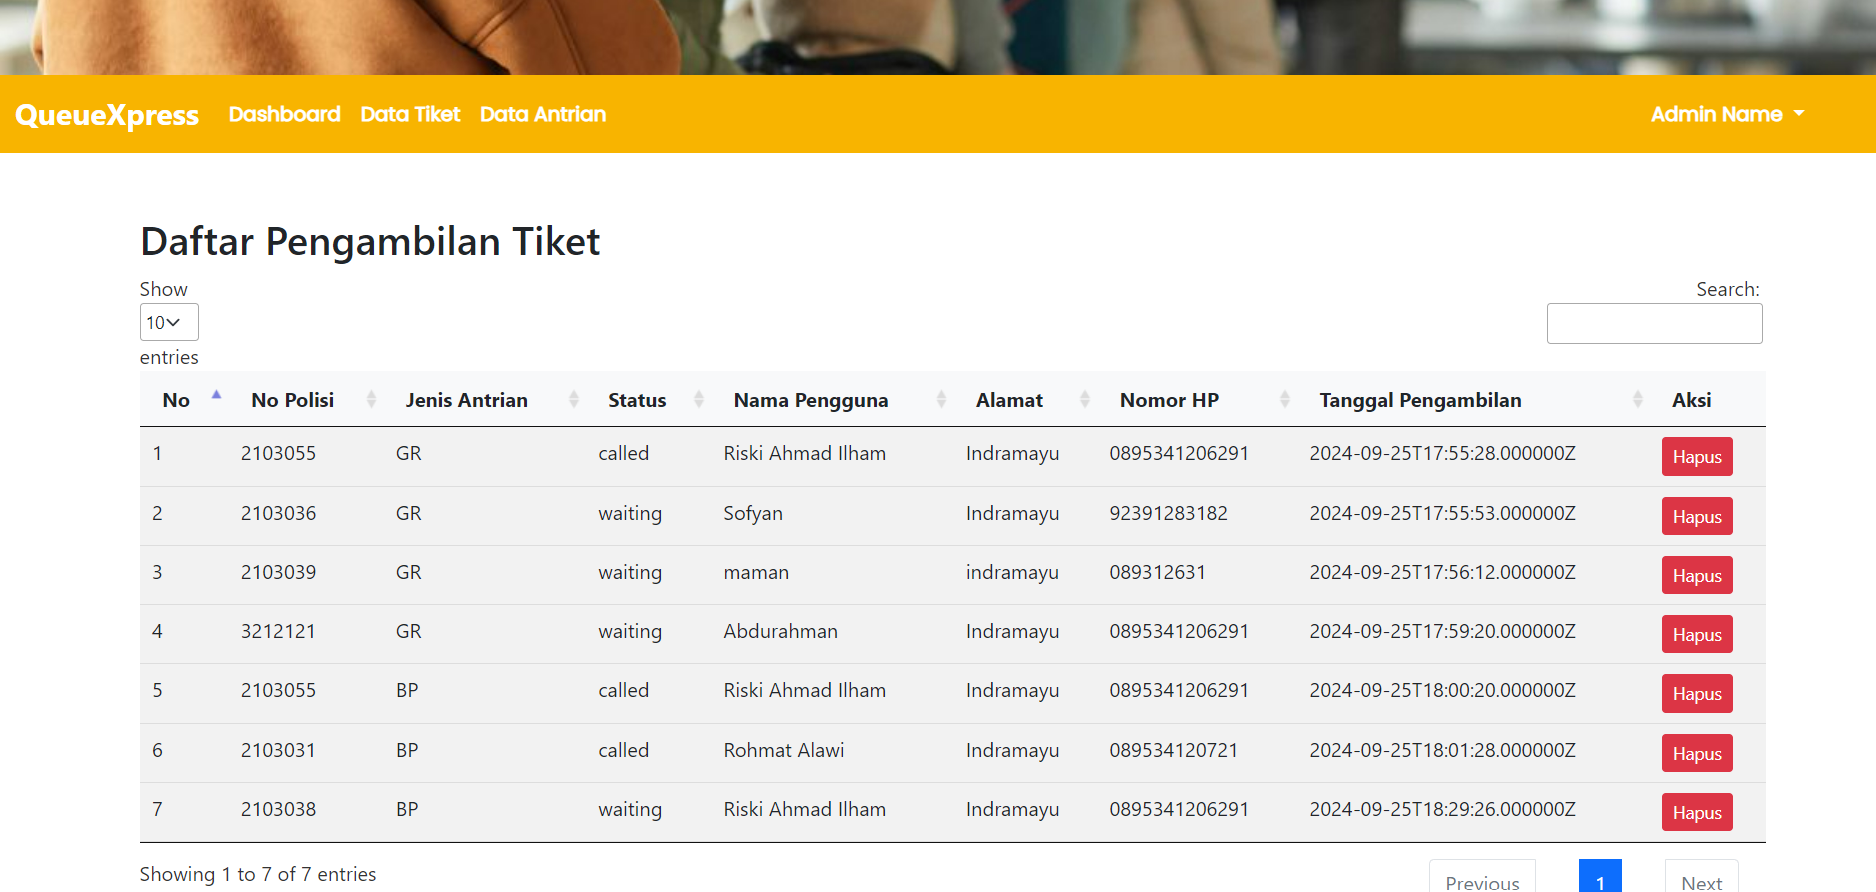 QueueXpress Dashboard Data Tiket Data Antrian Admin Name
Daftar Pengambilan Tiket
Show Search:
10
entries
No No Polisi Jenis Antrian Status Nama Pengguna Alamat Nomor HP Tanggal Pengambilan Aksi
1 2103055 GR called Riski Ahmad Ilham Indramayu 0895341206291 2024-09-25T17:55:28.000000Z Hapus
2 2103036 GR waiting Sofyan Indramayu 92391283182 2024-09-25T17:55:53.000000Z Hapus
3 2103039 GR waiting maman indramayu 089312631 2024-09-25T17:56:12.000000Z Hapus
4 3212121 GR waiting Abdurahman Indramayu 0895341206291 2024-09-25T17:59:20.000000Z Hapus
5 2103055 BP called Riski Ahmad Ilham Indramayu 0895341206291 2024-09-25T18:00:20.000000Z Hapus
6 2103031 BP called Rohmat Alawi Indramayu 089534120721 2024-09-25T18:01:28.000000Z Hapus
7 2103038 BP waiting Riski Ahmad Ilham Indramayu 0895341206291 2024-09-25T18:29:26.000000Z Hapus
Showing 1 to 7 of 7 entries Previous 1 Next